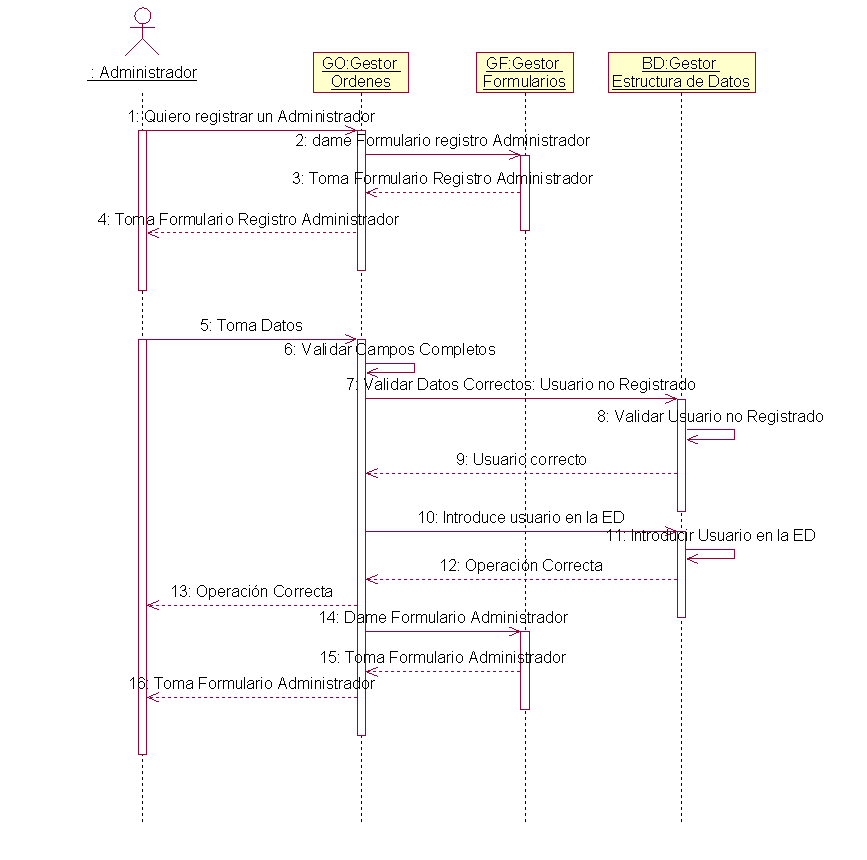 : Administrador
GO:Gestor
Ordenes
GF:Gestor
Formularios
BD:Gestor
Estructura de Datos
1: Quiero registrar un Administrador
2: dame Formulario registro Administrador
3: Toma Formulario Registro Administrador
4: Toma Formulario Registro Administrador
5: Toma Datos
6: Validar Campos Completos
7: Validar Datos Correctos: Usuario no Registrado
8: Validar Usuario no Registrado
9: Usuario correcto
10: Introduce usuario en la ED
11: Introducir Usuario en la ED
12: Operación Correcta
13: Operación Correcta
14: Dame Formulario Administrador
15: Toma Formulario Administrador
16: Toma Formulario Administrador